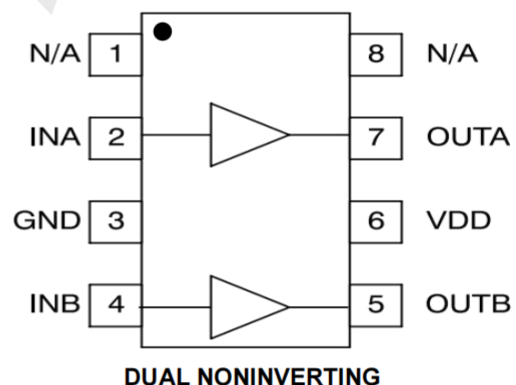 N/A 1 8 N/A
INA 2 7 OUTA
GND 3 6 VDD
INB 4 5 OUTB
DUAL NONINVERTING